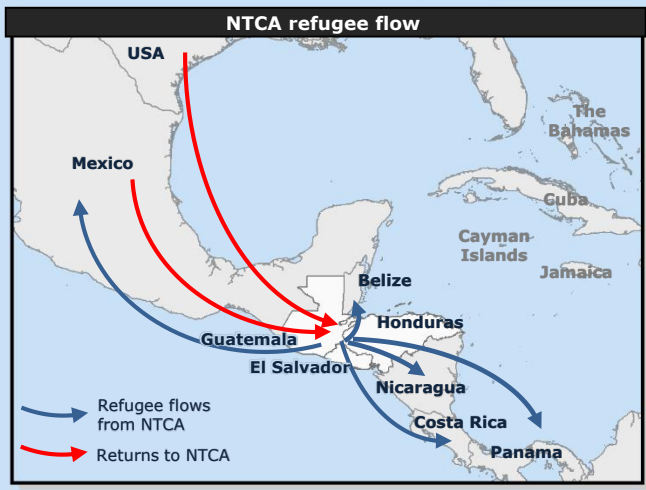 NTCA refugee flow
USA
The
Bahamas
Mexico
Cuba
Cayman
Islands
Jamaica
Belize
Honduras
Guatemala
El Salvador
Nicaragua
Refugee flows
from NTCA
Costa Rica
Returns to NTCA
Panama